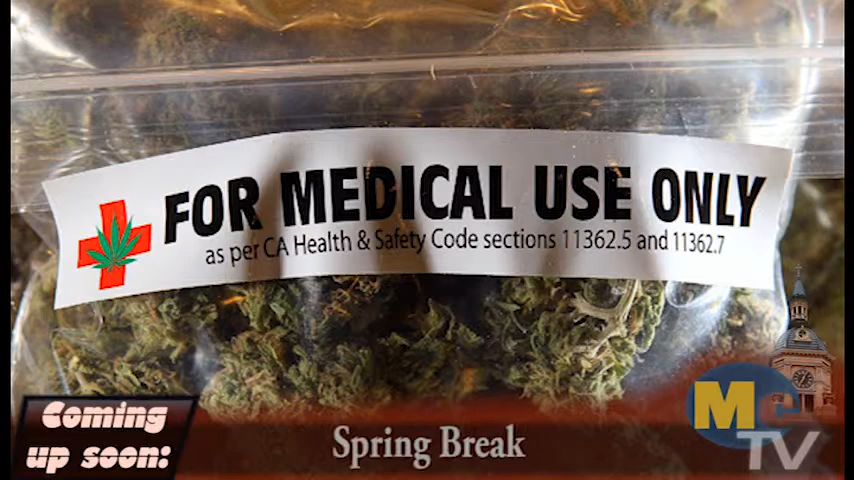 FOR MEDICAL USE ONLY
as per CA Health & Safety Code sections 11362.5 and 11362.7
Coming
up soon:
Spring Break
MC
TV